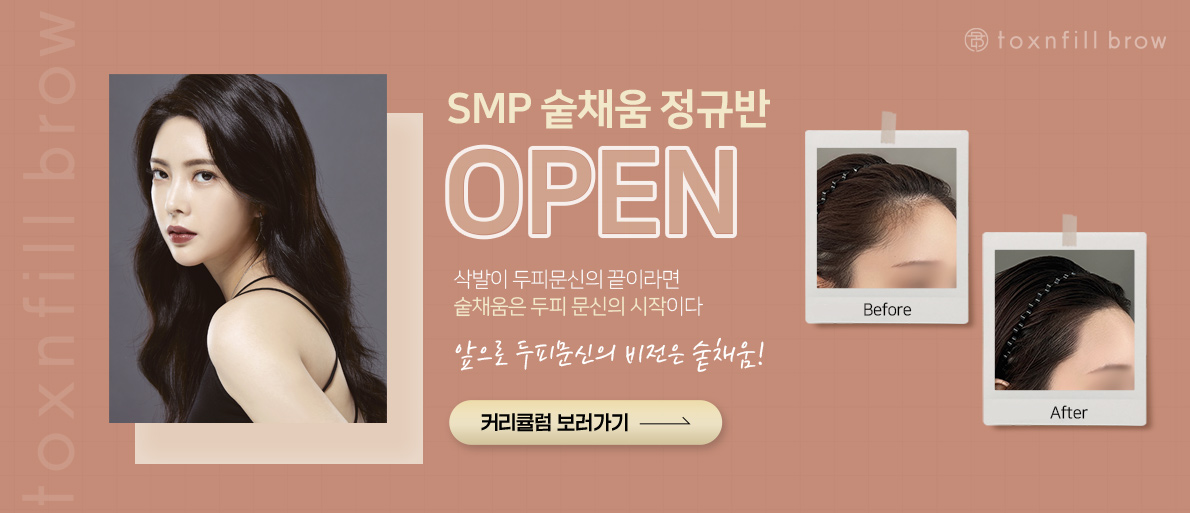 toxnfill brow
toxnfill brow
SMP 숱채움 정규반
OPEN
삭발이 두피문신의 끝이라면
숱채움은 두피 문신의 시작이다
앞으로 두피문신의 비전은 숱채움!
커리큘럼 보러가기
Before
After